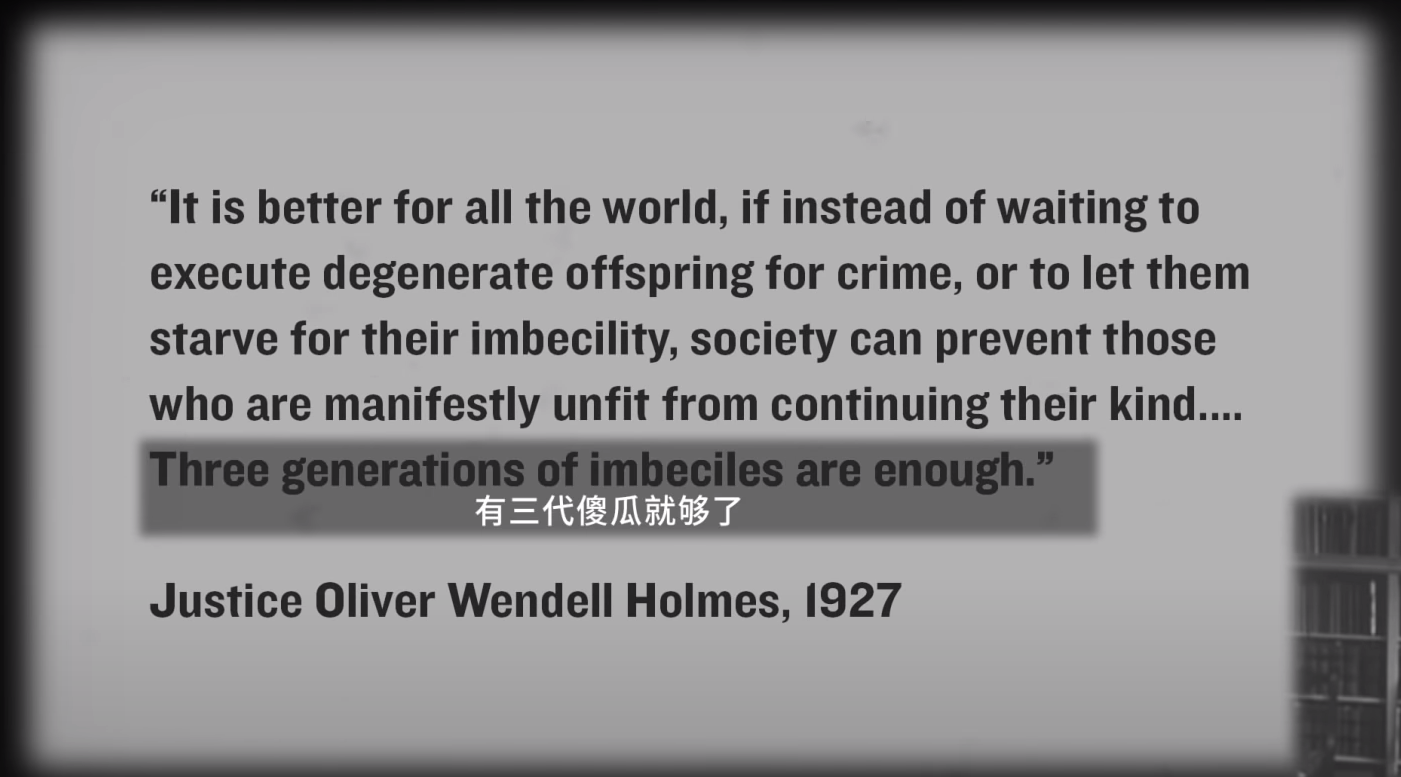 “It is better for all the world, if instead of waiting to
execute degenerate offspring for crime, or to let them
starve for their imbecility, society can prevent those
who are manifestly unfit from continuing their kind....
Three generations of imbeciles are enough.”
有三代傻瓜就够了
Justice Oliver Wendell Holmes, 1927